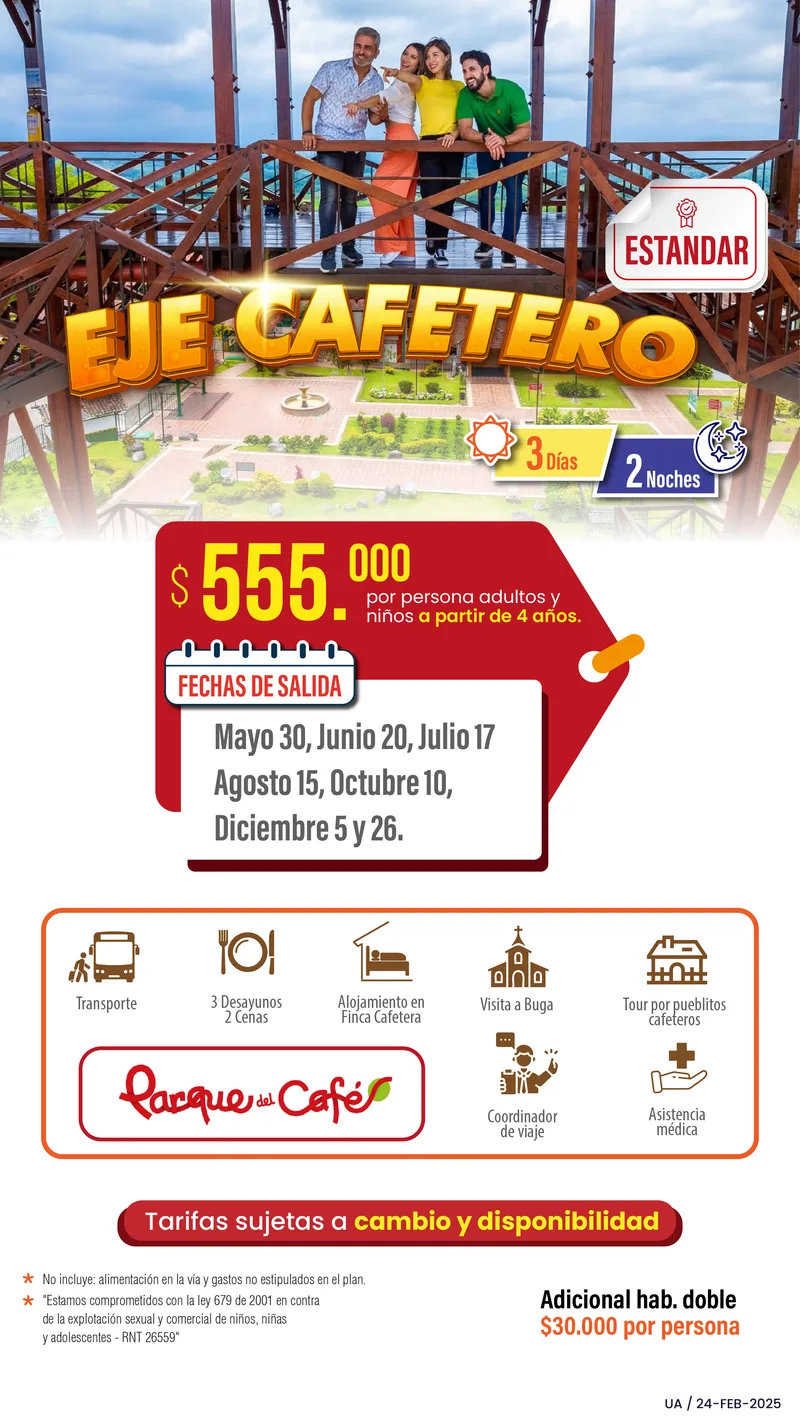 ESTANDAR
EJE CAFETERO
3 Días
2 Noches
$ 555.000
por persona adultos y
niños a partir de 4 años.
FECHAS DE SALIDA
Mayo 30, Junio 20, Julio 17
Agosto 15, Octubre 10,
Diciembre 5 y 26.
Transporte
3 Desayunos
2 Cenas
Alojamiento en
Finca Cafetera
Visita a Buga
Tour por pueblitos
cafeteros
Parque del Café
Coordinador
de viaje
Asistencia
médica
Tarifas sujetas a cambio y disponibilidad
* No incluye: alimentación en la vía y gastos no estipulados en el plan.
* "Estamos comprometidos con la ley 679 de 2001 en contra
de la explotación sexual y comercial de niños, niñas
y adolescentes - RNT 26559"
Adicional hab. doble
$30.000 por persona
UA / 24-FEB-2025